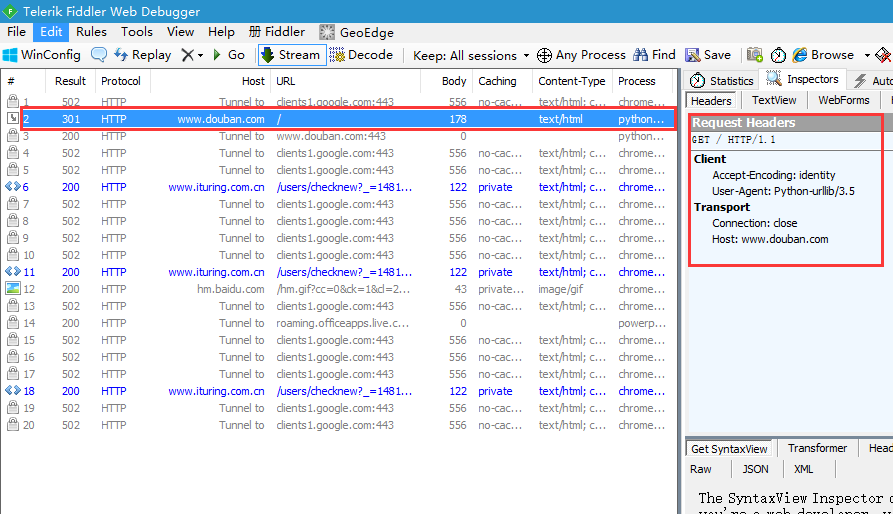 Telerik Fiddler Web Debugger
File Edit Rules Tools View Help 册 Fiddler GeoEdge
WinConfig Replay Go Stream Decode Keep: All sessions Any Process Find Save Browse
# Result Protocol Host URL Body Caching Content-Type Process
1 502 HTTP Tunnel to clients1.google.com:443 556 no-cac... text/html; c... chrome...
2 301 HTTP www.douban.com / 178 text/html python...
3 200 HTTP Tunnel to www.douban.com:443 0 python...
4 502 HTTP Tunnel to clients1.google.com:443 556 no-cac... text/html; c... chrome...
5 502 HTTP Tunnel to clients1.google.com:443 556 no-cac... text/html; c... chrome...
6 200 HTTP www.ituring.com.cn /users/checknew?_=1481... 122 private text/html; c... chrome...
7 502 HTTP Tunnel to clients1.google.com:443 556 no-cac... text/html; c... chrome...
8 502 HTTP Tunnel to clients1.google.com:443 556 no-cac... text/html; c... chrome...
9 502 HTTP Tunnel to clients1.google.com:443 556 no-cac... text/html; c... chrome...
10 502 HTTP Tunnel to clients1.google.com:443 556 no-cac... text/html; c... chrome...
11 200 HTTP www.ituring.com.cn /users/checknew?_=1481... 122 private text/html; c... chrome...
12 200 HTTP hm.baidu.com /hm.gif?cc=0&ck=1&cl=2... 43 private... image/gif chrome...
13 502 HTTP Tunnel to clients1.google.com:443 556 no-cac... text/html; c... chrome...
14 200 HTTP Tunnel to roaming.officeapps.live.c... 0 powerp...
15 502 HTTP Tunnel to clients1.google.com:443 556 no-cac... text/html; c... chrome...
16 502 HTTP Tunnel to clients1.google.com:443 556 no-cac... text/html; c... chrome...
17 502 HTTP Tunnel to clients1.google.com:443 556 no-cac... text/html; c... chrome...
18 200 HTTP www.ituring.com.cn /users/checknew?_=1481... 122 private text/html; c... chrome...
19 502 HTTP Tunnel to clients1.google.com:443 556 no-cac... text/html; c... chrome...
20 502 HTTP Tunnel to clients1.google.com:443 556 no-cac... text/html; c... chrome...
Statistics Inspectors Auto
Headers TextView WebForms
Request Headers
GET / HTTP/1.1
Client
Accept-Encoding: identity
User-Agent: Python-urllib/3.5
Transport
Connection: close
Host: www.douban.com
Get SyntaxView Transformer Head
Raw JSON XML
The SyntaxView Inspector